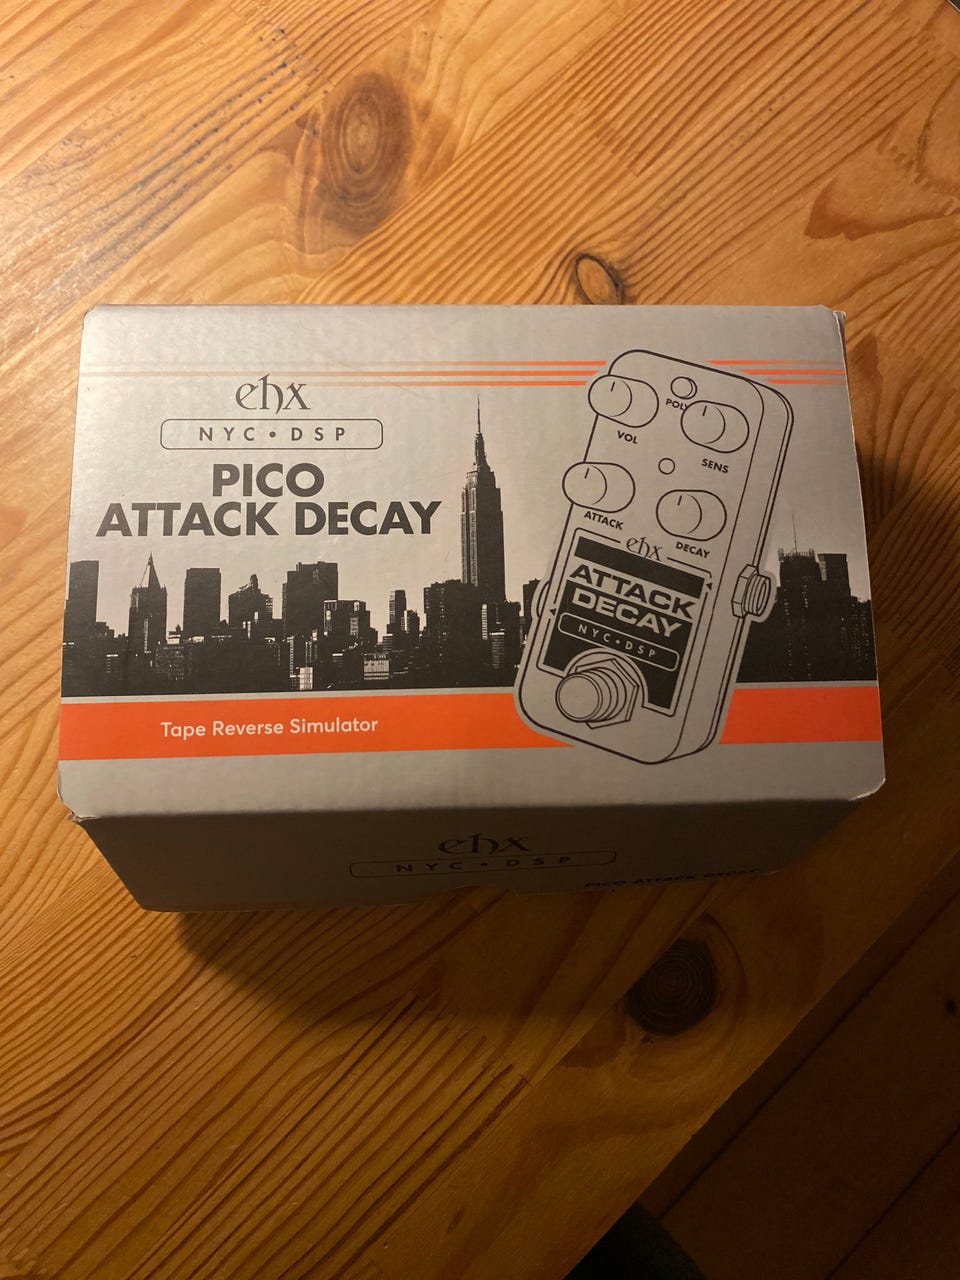 ehx
NYC • DSP
PICO
ATTACK DECAY
POLY
VOL
SENS
ATTACK
DECAY
ehx
ATTACK
DECAY
NYC • DSP
Tape Reverse Simulator
ehx
NYC • DSP
PICO ATTACK DECAY